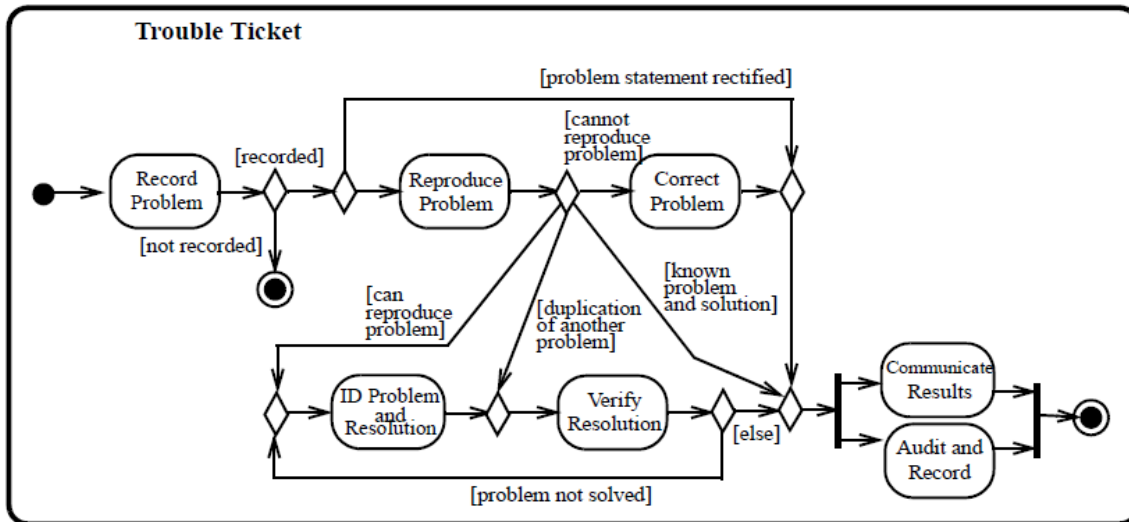 Trouble Ticket
[problem statement rectified]
[cannot
reproduce
problem]
[recorded]
Record
Problem
Reproduce
Problem
Correct
Problem
[not recorded]
[can
reproduce
problem]
[duplication
of another
problem]
[known
problem
and solution]
Communicate
Results
ID Problem
and
Resolution
Verify
Resolution
[else]
Audit and
Record
[problem not solved]